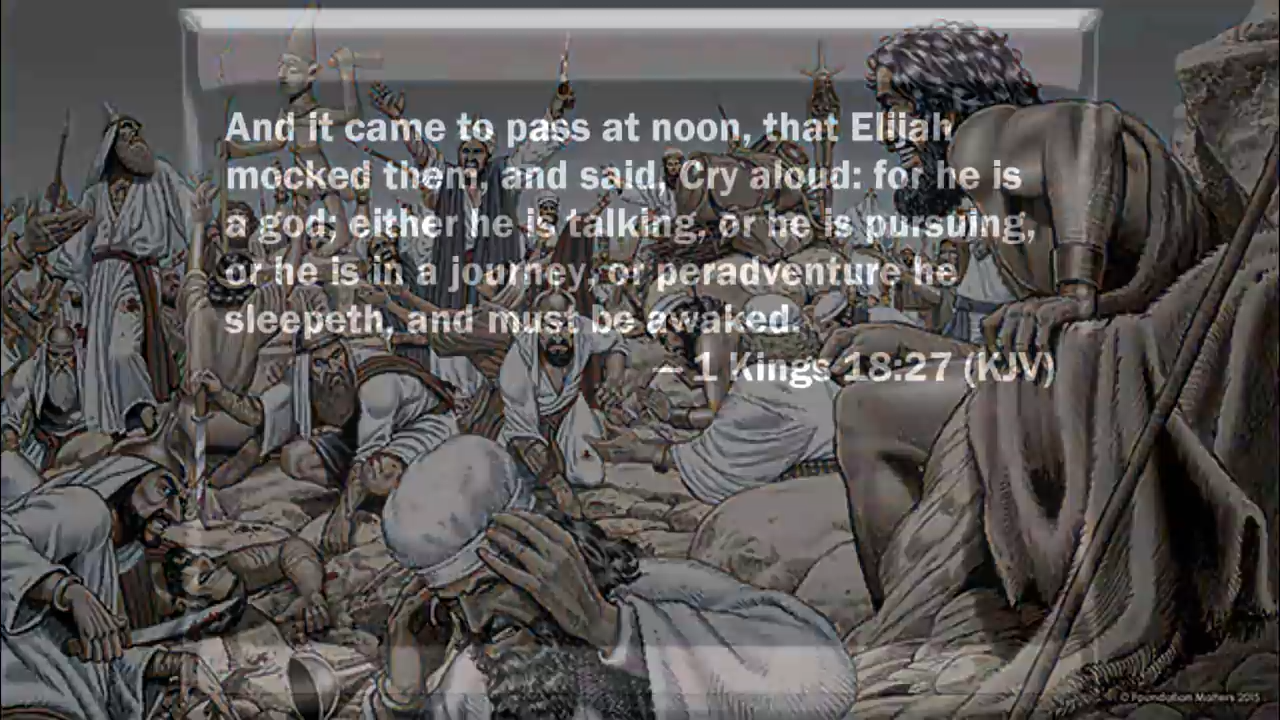 And it came to pass at noon, that Elijah
mocked them, and said, Cry aloud: for he is
a god; either he is talking, or he is pursuing,
or he is in a journey, or peradventure he
sleepeth, and must be awaked.
– 1 Kings 18:27 (KJV)
© Foundation Matters 2015